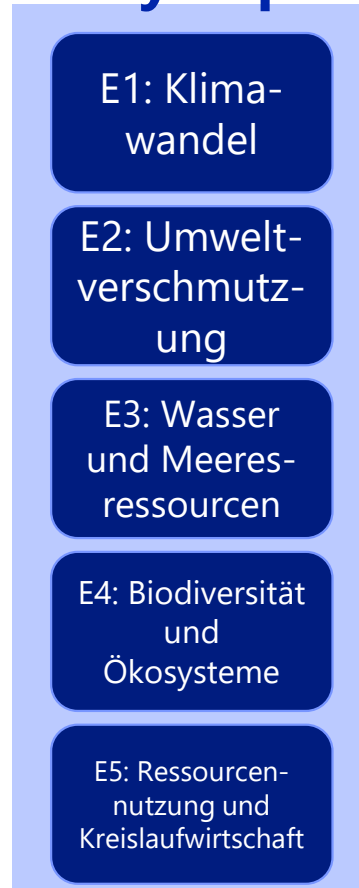 E1: Klima-
wandel
E2: Umwelt-
verschmutz-
ung
E3: Wasser
und Meeres-
ressourcen
E4: Biodiversität
und
Ökosysteme
E5: Ressourcen-
nutzung und
Kreislaufwirtschaft